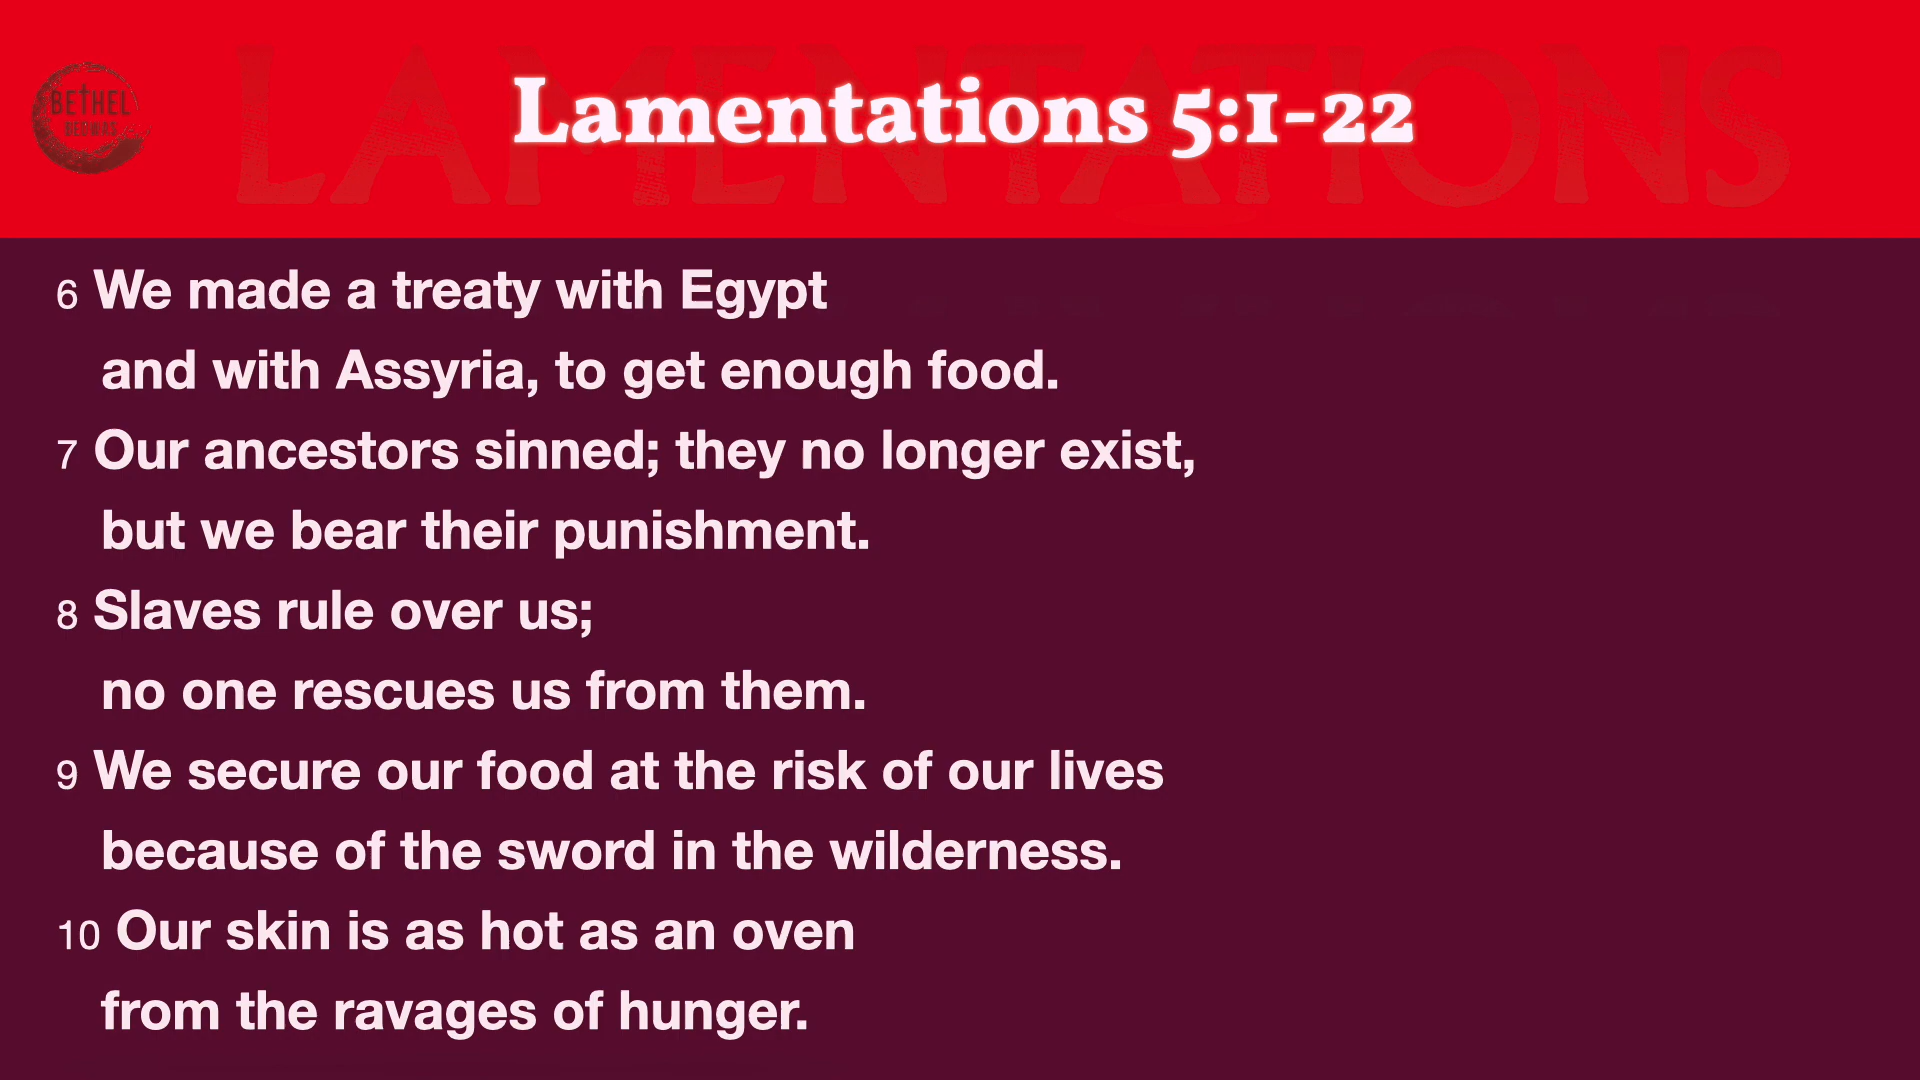 LAMENTATIONS
BETHEL
BEDWAS
Lamentations 5:1-22
6 We made a treaty with Egypt
and with Assyria, to get enough food.
7 Our ancestors sinned; they no longer exist,
but we bear their punishment.
8 Slaves rule over us;
no one rescues us from them.
9 We secure our food at the risk of our lives
because of the sword in the wilderness.
10 Our skin is as hot as an oven
from the ravages of hunger.